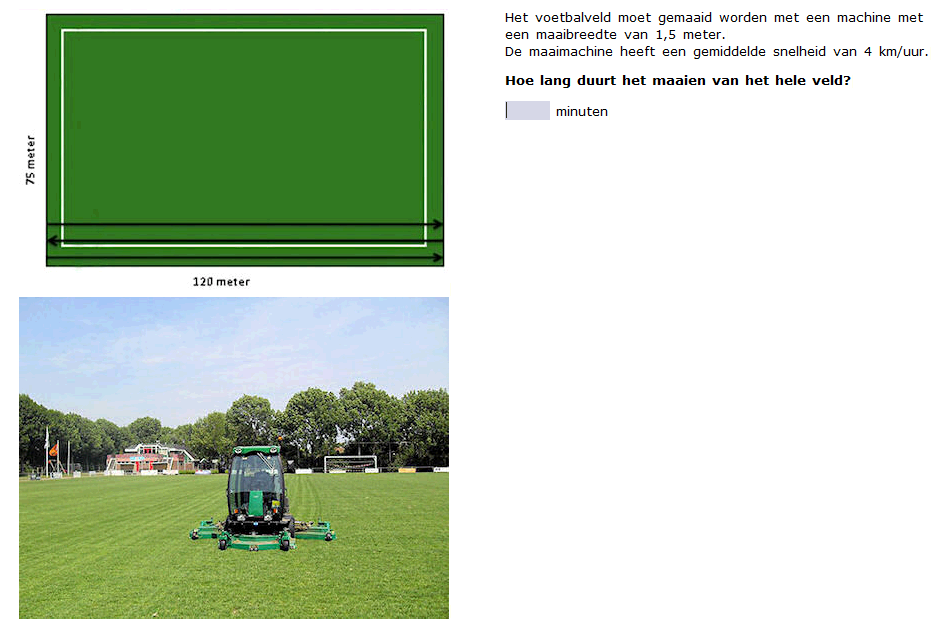 Het voetbalveld moet gemaaid worden met een machine met
een maaibreedte van 1,5 meter.
De maaimachine heeft een gemiddelde snelheid van 4 km/uur.
Hoe lang duurt het maaien van het hele veld?
minuten
75 meter
120 meter